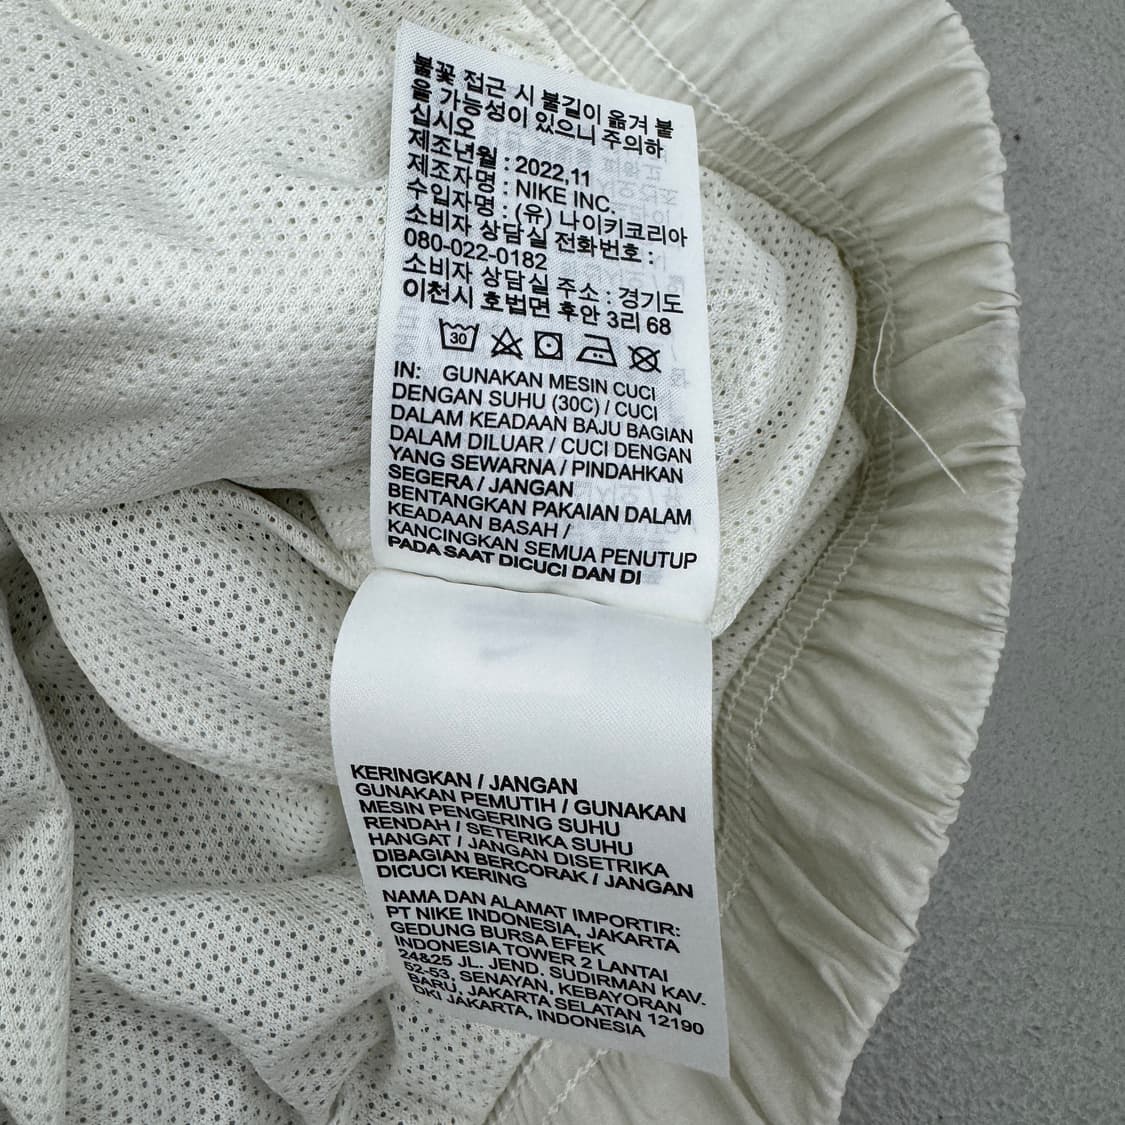 불꽃 접근 시 불길이 옮겨 붙
을 가능성이 있으니 주의하
십시오
제조년월 : 2022.11
제조자명 : NIKE INC.
수입자명 : (유) 나이키코리아
소비자 상담실 전화번호 :
080-022-0182
소비자 상담실 주소 : 경기도
이천시 호법면 후안 3리 68
30
IN: GUNAKAN MESIN CUCI
DENGAN SUHU (30C) / CUCI
DALAM KEADAAN BAJU BAGIAN
DALAM DILUAR / CUCI DENGAN
YANG SEWARNA / PINDAHKAN
SEGERA / JANGAN
BENTANGKAN PAKAIAN DALAM
KEADAAN BASAH /
KANCINGKAN SEMUA PENUTUP
PADA SAAT DICUCI DAN DI
KERINGKAN / JANGAN
GUNAKAN PEMUTIH / GUNAKAN
MESIN PENGERING SUHU
RENDAH / SETERIKA SUHU
HANGAT / JANGAN DISETRIKA
DIBAGIAN BERCORAK / JANGAN
DICUCI KERING
NAMA DAN ALAMAT IMPORTIR:
PT NIKE INDONESIA, JAKARTA
GEDUNG BURSA EFEK
INDONESIA TOWER 2 LANTAI
24&25 JL. JEND. SUDIRMAN KAV.
52-53, SENAYAN, KEBAYORAN
BARU, JAKARTA SELATAN 12190
DKI JAKARTA, INDONESIA